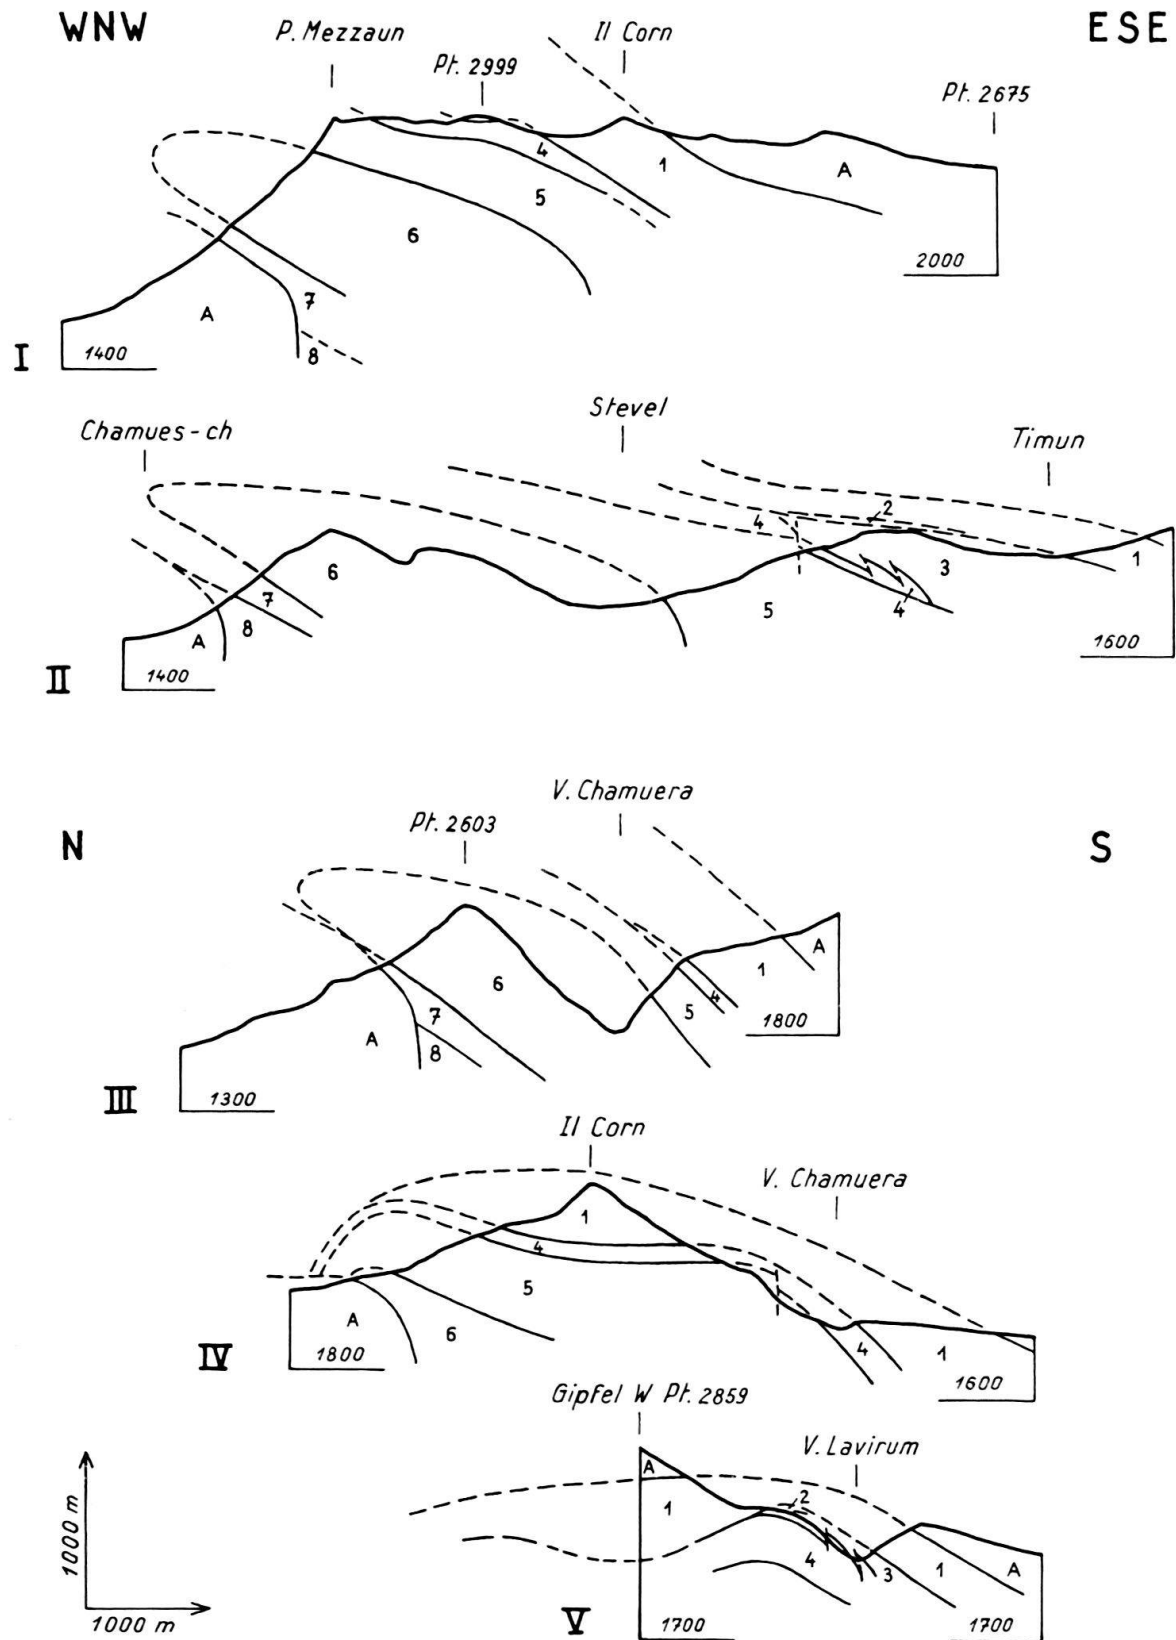 WNW
ESE
P. Mezzaun
Il Corn
Pt. 2999
Pt. 2675
4
1
A
5
6
2000
7
A
8
1400
I
Stevel
Chamues-ch
Timun
2
4
1
6
3
7
5
4
8
A
1600
1400
II
V. Chamuera
Pt. 2603
N
S
A
1
6
4
5
7
1800
A
8
1300
III
Il Corn
V. Chamuera
1
4
5
A
6
4
1
1800
1600
IV
Gipfel W Pt. 2859
V. Lavirum
A
2
1
4
3
1
A
1000 m
1000 m
V
1700
1700